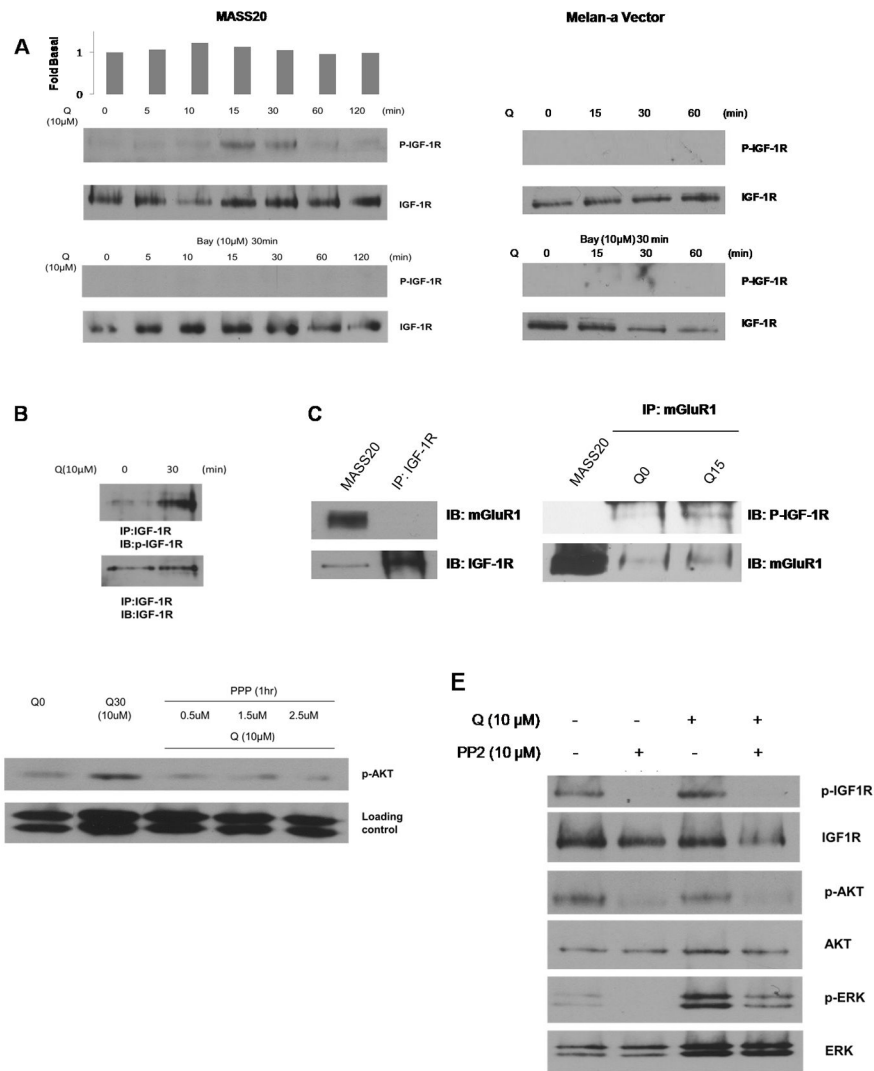 MASS20
Melan-a Vector
A
Fold Basal
1
0
Q 0 5 10 15 30 60 120 (min)
(10µM)
P-IGF-1R
IGF-1R
Bay (10µM) 30min
Q 0 5 10 15 30 60 120 (min)
(10µM)
P-IGF-1R
IGF-1R
Q 0 15 30 60 (min)
P-IGF-1R
IGF-1R
Bay (10µM) 30 min
Q 0 15 30 60 (min)
P-IGF-1R
IGF-1R
B
Q(10µM) 0 30 (min)
IP:IGF-1R
IB:p-IGF-1R
IP:IGF-1R
IB:IGF-1R
C
MASS20 IP: IGF-1R
IB: mGluR1
IB: IGF-1R
IP: mGluR1
MASS20 Q0 Q15
IB: P-IGF-1R
IB: mGluR1
Q0 Q30 PPP (1hr)
(10uM) 0.5uM 1.5uM 2.5uM
Q (10µM)
p-AKT
Loading
control
E
Q (10 µM) - - + +
PP2 (10 µM) - + - +
p-IGF1R
IGF1R
p-AKT
AKT
p-ERK
ERK